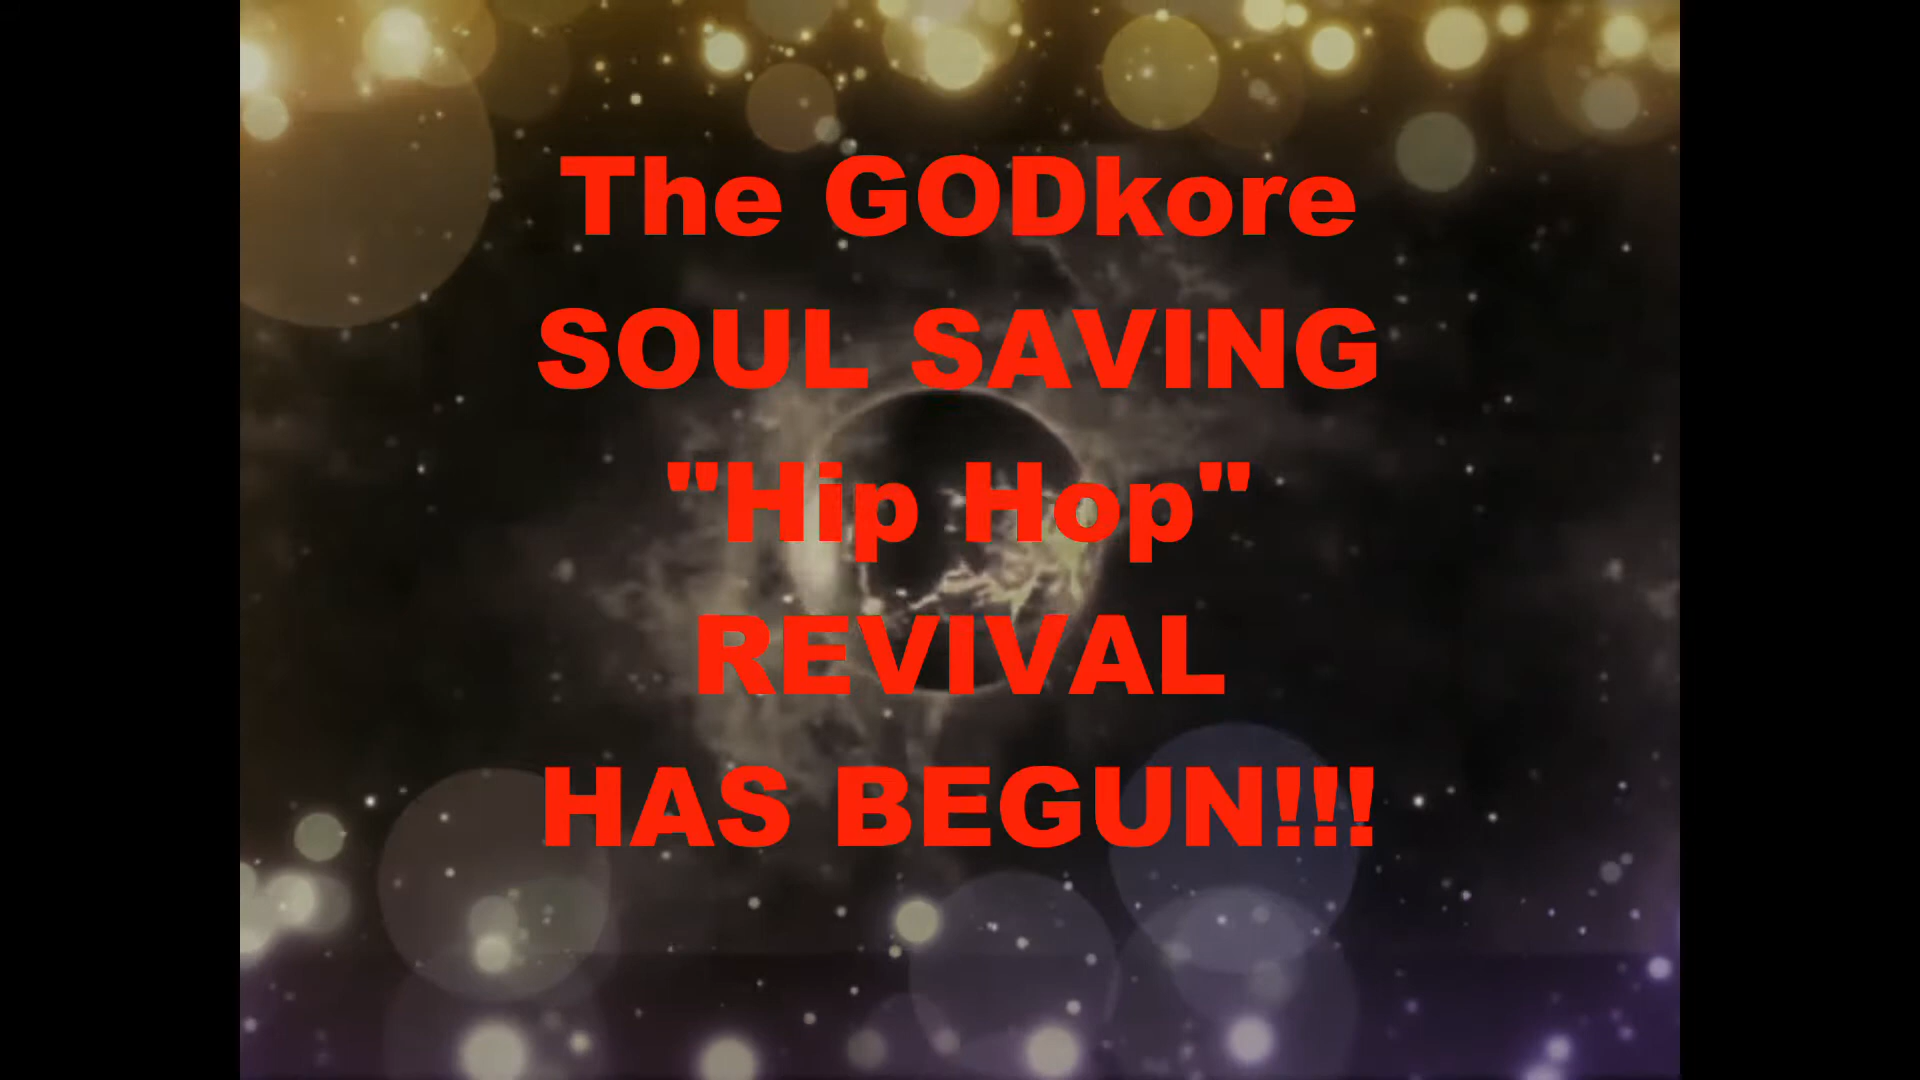 The GODkore
SOUL SAVING
"Hip Hop"
REVIVAL
HAS BEGUN!!!